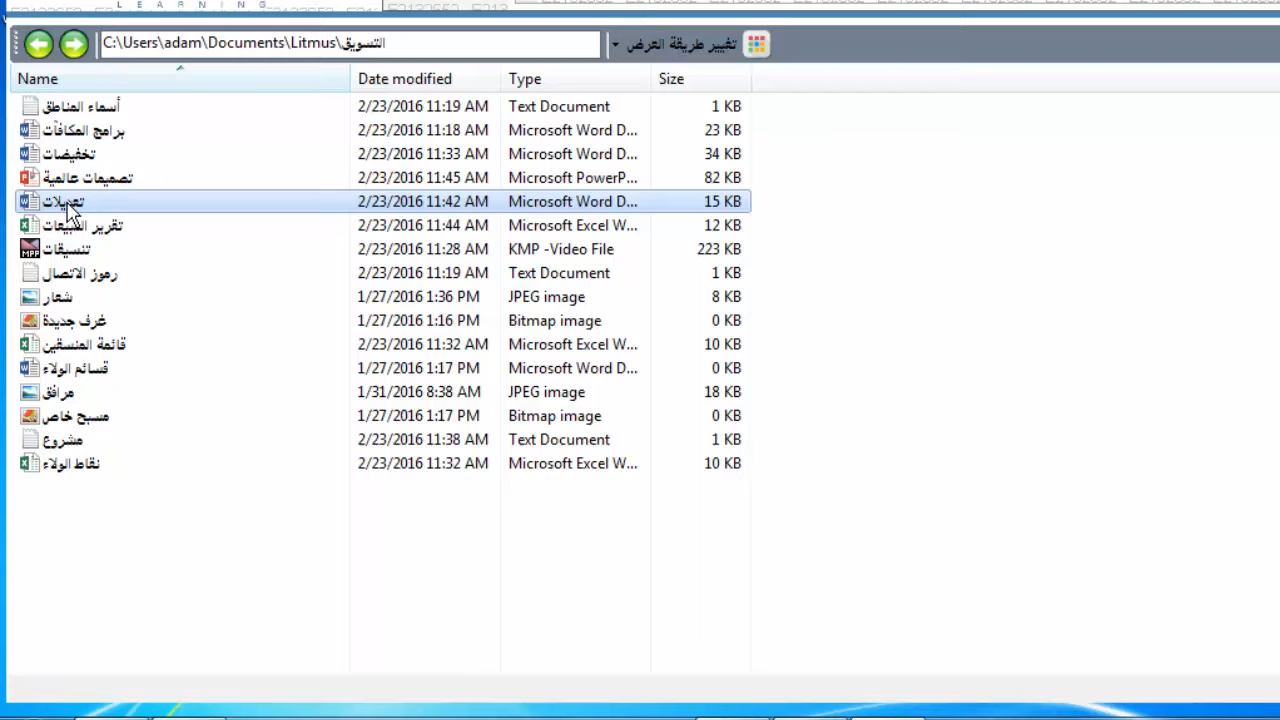 LEARNING
C:\Users\adam\Documents\Litmus\التسويق تغيير طريقة العرض
Name Date modified Type Size
أسماء المناطق 2/23/2016 11:19 AM Text Document 1 KB
برامج المكافآت 2/23/2016 11:18 AM Microsoft Word D... 23 KB
تخفيضات 2/23/2016 11:33 AM Microsoft Word D... 34 KB
تصميمات عالمية 2/23/2016 11:45 AM Microsoft PowerP... 82 KB
تعديلات 2/23/2016 11:42 AM Microsoft Word D... 15 KB
تقرير المبيعات 2/23/2016 11:44 AM Microsoft Excel W... 12 KB
تنسيقات 2/23/2016 11:28 AM KMP -Video File 223 KB
رموز الاتصال 2/23/2016 11:19 AM Text Document 1 KB
شعار 1/27/2016 1:36 PM JPEG image 8 KB
غرف جديدة 1/27/2016 1:16 PM Bitmap image 0 KB
قائمة المنسقين 2/23/2016 11:32 AM Microsoft Excel W... 10 KB
قسائم الولاء 1/27/2016 1:17 PM Microsoft Word D... 0 KB
مرافق 1/31/2016 8:38 AM JPEG image 18 KB
مسبح خاص 1/27/2016 1:17 PM Bitmap image 0 KB
مشروع 2/23/2016 11:38 AM Text Document 1 KB
نقاط الولاء 2/23/2016 11:32 AM Microsoft Excel W... 10 KB